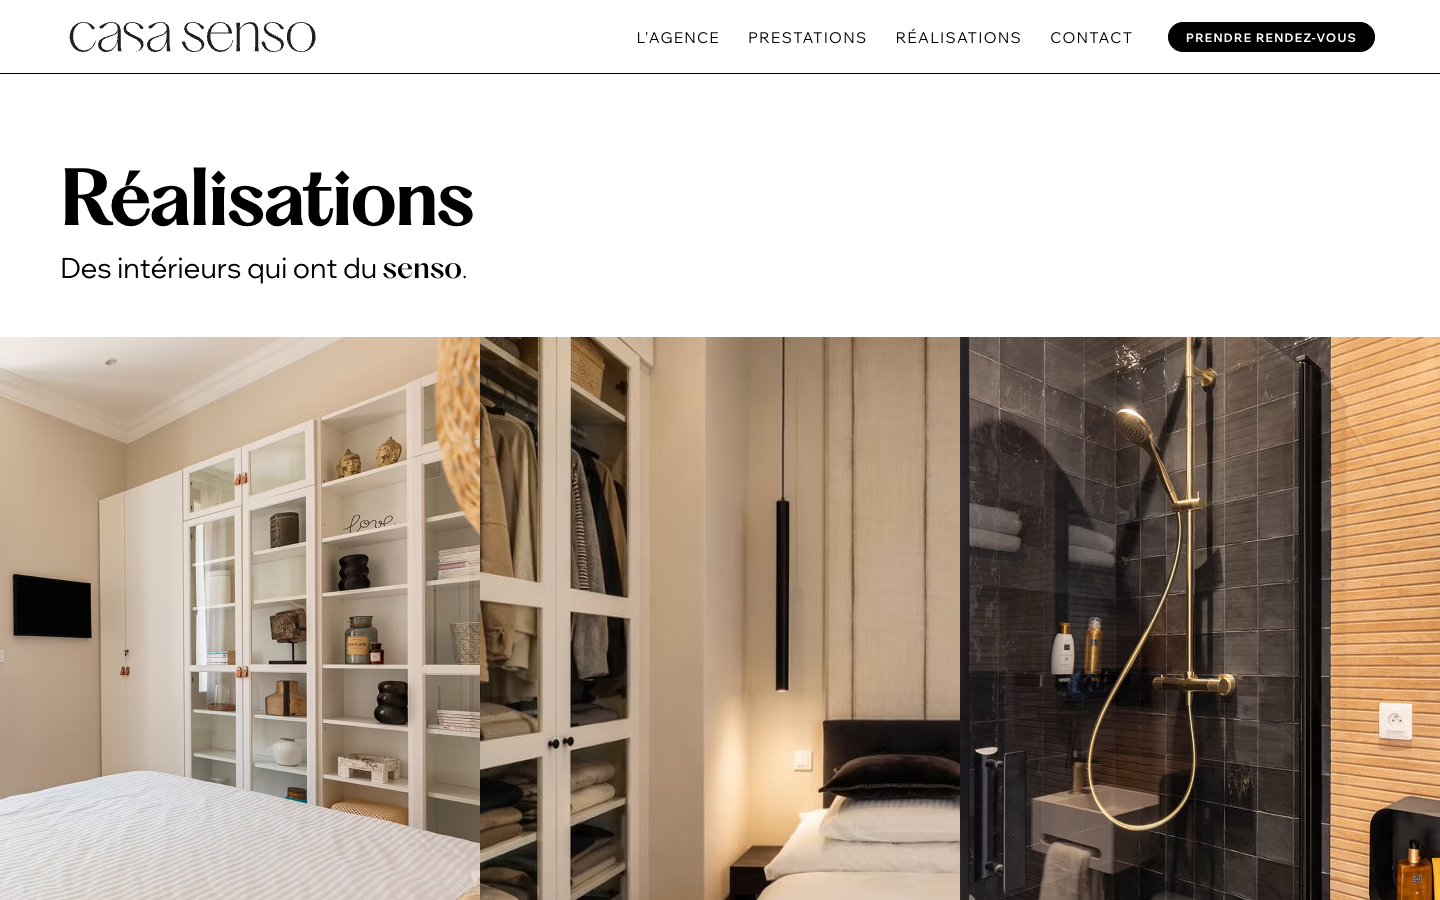 casa senso
L'AGENCE PRESTATIONS RÉALISATIONS CONTACT PRENDRE RENDEZ-VOUS
Réalisations
Des intérieurs qui ont du senso.
love